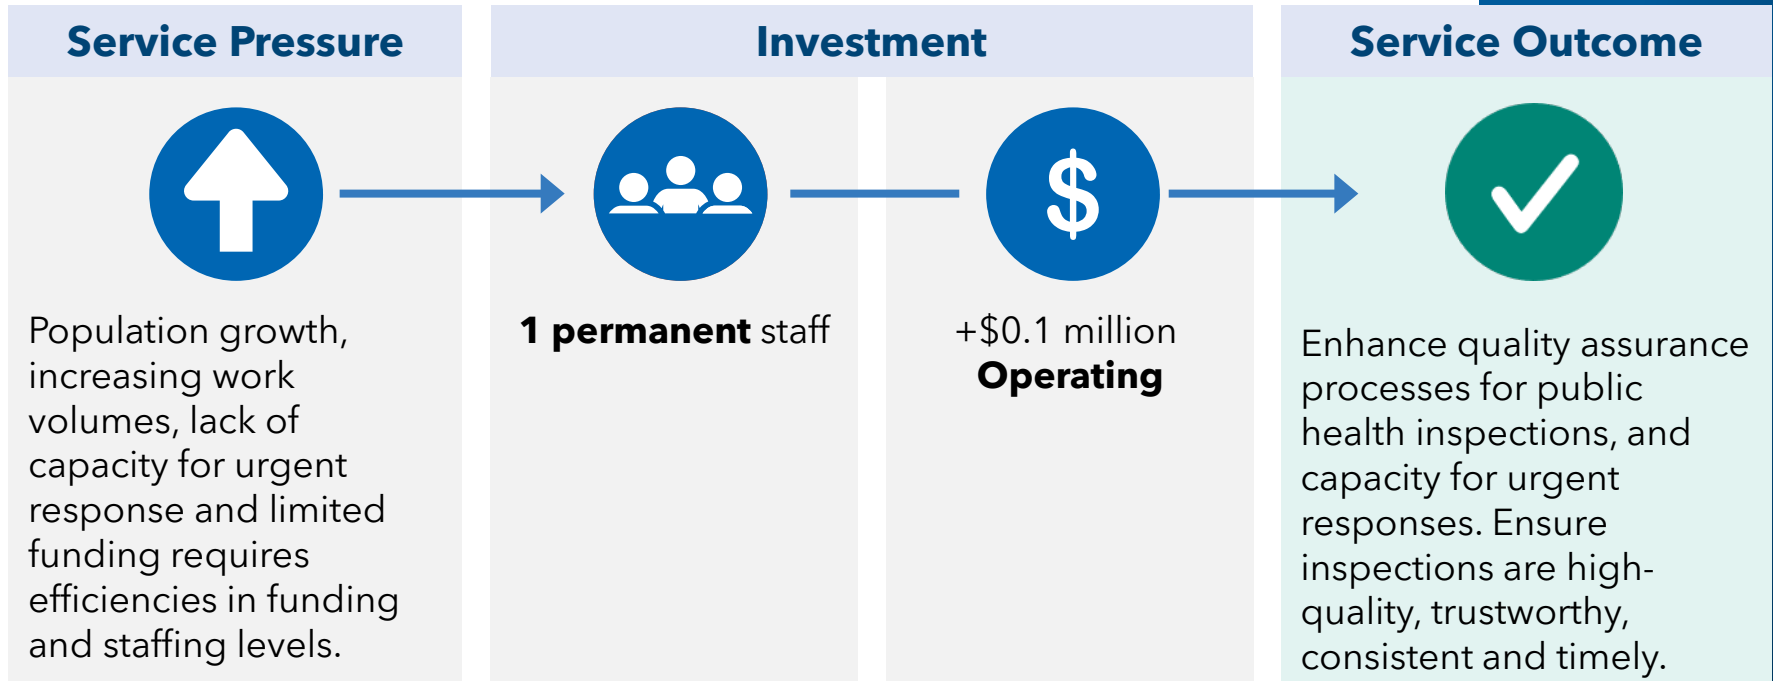 Service Pressure
Investment
Service Outcome
Population growth,
increasing work
volumes, lack of
capacity for urgent
response and limited
funding requires
efficiencies in funding
and staffing levels.
1 permanent staff
$
+$0.1 million
Operating
Enhance quality assurance
processes for public
health inspections, and
capacity for urgent
responses. Ensure
inspections are high-
quality, trustworthy,
consistent and timely.